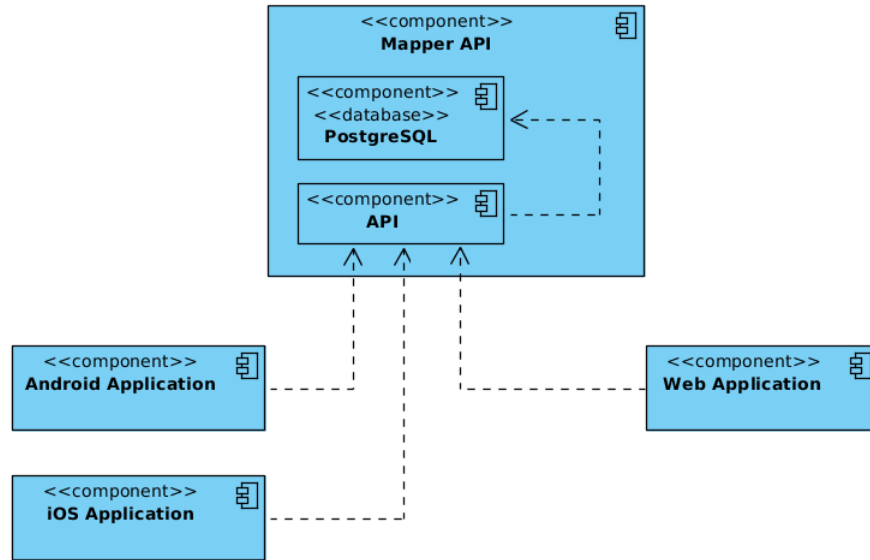 <<component>>
Mapper API
<<component>>
<<database>>
PostgreSQL
<<component>>
API
<<component>>
Android Application
<<component>>
Web Application
<<component>>
iOS Application